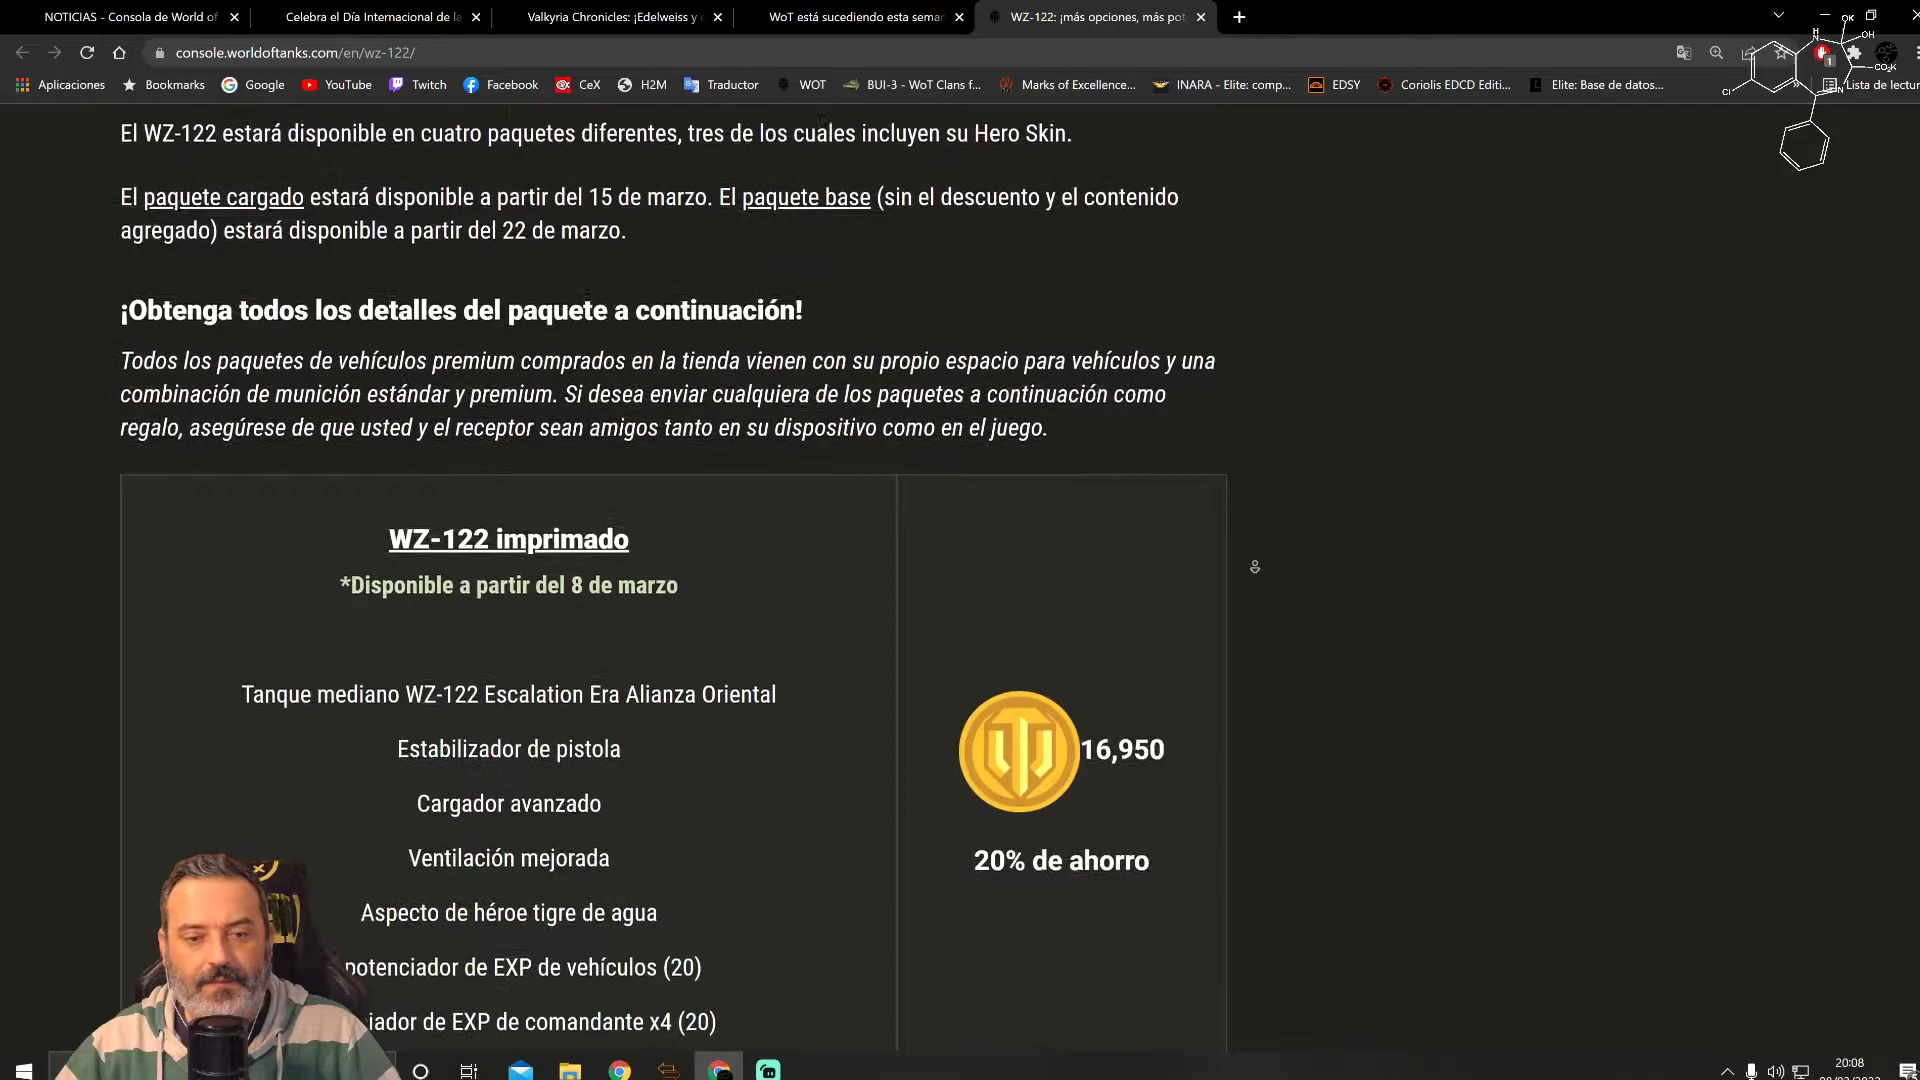 NOTICIAS - Consola de World of
Celebra el Día Internacional de la
Valkyria Chronicles: ¡Edelweiss y e
WoT está sucediendo esta sema
WZ-122: ¡más opciones, más pot
console.worldoftanks.com/en/wz-122/
Aplicaciones
Bookmarks
Google
YouTube
Twitch
Facebook
CeX
H2M
Traductor
WOT
BUI-3 - WoT Clans f...
Marks of Excellence...
INARA - Elite: comp...
EDSY
Coriolis EDCD Editi...
Elite: Base de datos...
Lista de lectur
OK
OH
H
N
CO₂K
Cl
N
1
El WZ-122 estará disponible en cuatro paquetes diferentes, tres de los cuales incluyen su Hero Skin.
El paquete cargado estará disponible a partir del 15 de marzo. El paquete base (sin el descuento y el contenido
agregado) estará disponible a partir del 22 de marzo.
¡Obtenga todos los detalles del paquete a continuación!
Todos los paquetes de vehículos premium comprados en la tienda vienen con su propio espacio para vehículos y una
combinación de munición estándar y premium. Si desea enviar cualquiera de los paquetes a continuación como
regalo, asegúrese de que usted y el receptor sean amigos tanto en su dispositivo como en el juego.
WZ-122 imprimado
*Disponible a partir del 8 de marzo
Tanque mediano WZ-122 Escalation Era Alianza Oriental
Estabilizador de pistola
Cargador avanzado
Ventilación mejorada
Aspecto de héroe tigre de agua
potenciador de EXP de vehículos (20)
iador de EXP de comandante x4 (20)
16,950
20% de ahorro
20:08